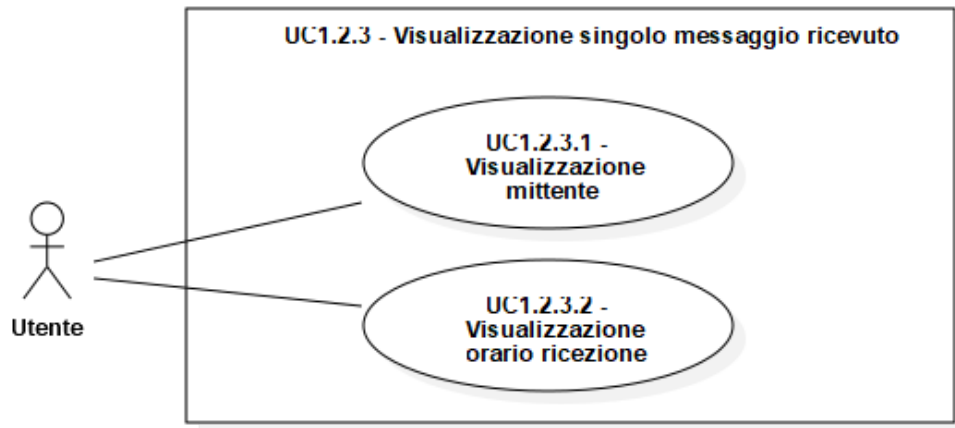 UC1.2.3 - Visualizzazione singolo messaggio ricevuto
UC1.2.3.1 -
Visualizzazione
mittente
Utente
UC1.2.3.2 -
Visualizzazione
orario ricezione